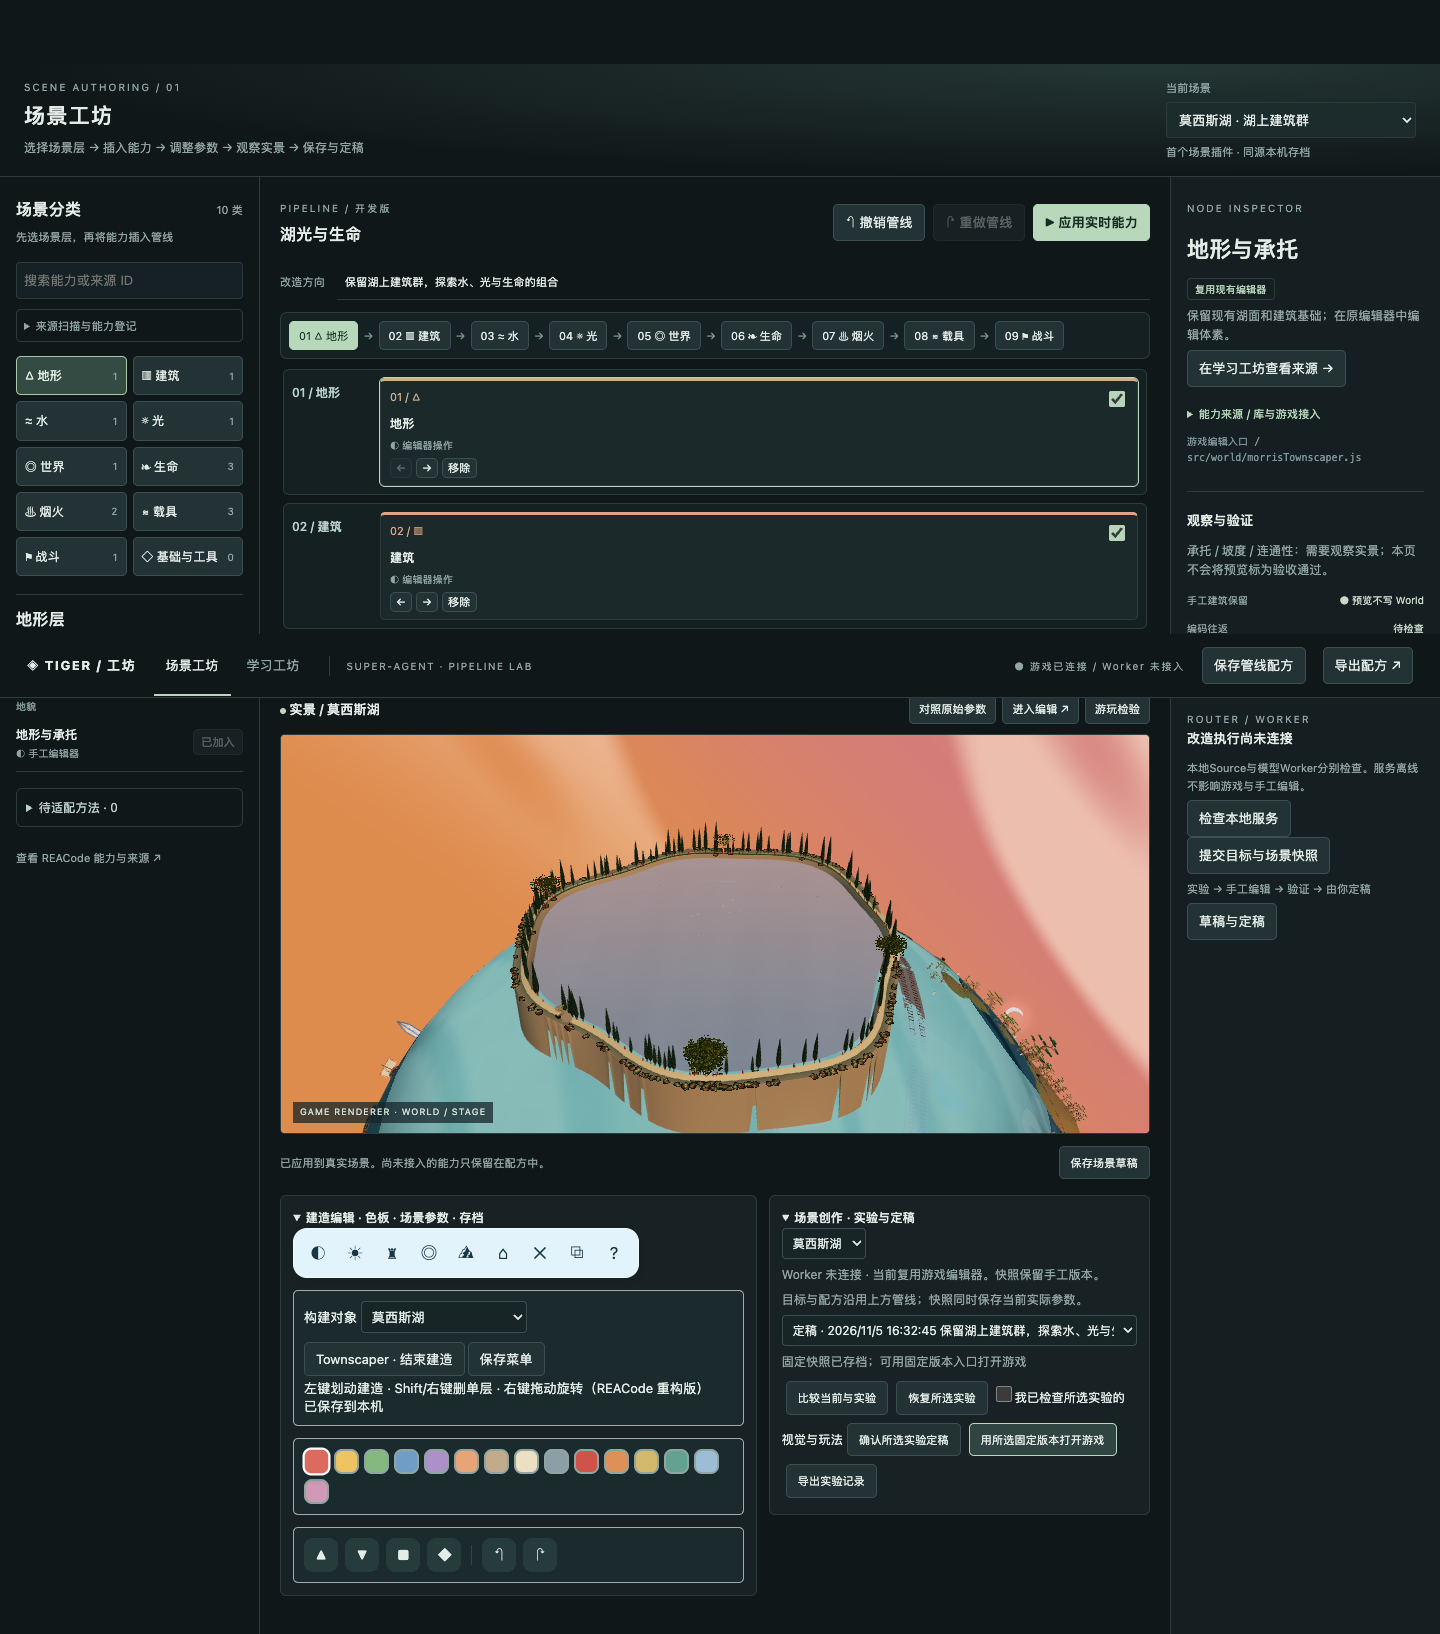 SCENE AUTHORING / 01
场景工坊
选择场景层 → 插入能力 → 调整参数 → 观察实景 → 保存与定稿
当前场景
莫西斯湖 · 湖上建筑群
首个场景插件 · 同源本机存档
场景分类
10 类
先选场景层，再将能力插入管线
搜索能力或来源 ID
▶ 来源扫描与能力登记
地形 1
建筑 1
≈ 水 1
光 1
◎ 世界 1
生命 3
烟火 2
载具 3
⚑ 战斗 1
◇ 基础与工具 0
地形层
PIPELINE / 开发版
湖光与生命
撤销管线
重做管线
▶ 应用实时能力
改造方向
保留湖上建筑群，探索水、光与生命的组合
01 △ 地形 → 02 建筑 → 03 ≈ 水 → 04 光 → 05 ◎ 世界 → 06 生命 → 07 烟火 → 08 载具 → 09 ⚑ 战斗
01 / 地形
01 / △
地形
◐ 编辑器操作
← → 移除
02 / 建筑
02 /
建筑
◐ 编辑器操作
← → 移除
NODE INSPECTOR
地形与承托
复用现有编辑器
保留现有湖面和建筑基础；在原编辑器中编
辑体素。
在学习工坊查看来源 →
▶ 能力来源 / 库与游戏接入
游戏编辑入口 /
src/world/morrisTownscaper.js
观察与验证
承托 / 坡度 / 连通性：需要观察实景；本页
不会将预览标为验收通过。
手工建筑保留
● 预览不写 World
编码往返
待检查
◈ TIGER / 工坊
场景工坊
学习工坊
SUPER-AGENT · PIPELINE LAB
● 游戏已连接 / Worker 未接入
保存管线配方
导出配方 ↗
地貌
地形与承托
◐ 手工编辑器
已加入
▶ 待适配方法 · 0
查看 REACode 能力与来源 ↗
● 实景 / 莫西斯湖
对照原始参数
进入编辑 ↗
游玩检验
GAME RENDERER · WORLD / STAGE
已应用到真实场景。尚未接入的能力只保留在配方中。
保存场景草稿
ROUTER / WORKER
改造执行尚未连接
本地Source与模型Worker分别检查。服务离线
不影响游戏与手工编辑。
检查本地服务
提交目标与场景快照
实验 → 手工编辑 → 验证 → 由你定稿
草稿与定稿
▼ 建造编辑 · 色板 · 场景参数 · 存档
?
构建对象
莫西斯湖
Townscaper · 结束建造
保存菜单
左键划动建造 · Shift/右键删单层 · 右键拖动旋转（REACode 重构版）
已保存到本机
▼ 场景创作 · 实验与定稿
莫西斯湖
Worker 未连接 · 当前复用游戏编辑器。快照保留手工版本。
目标与配方沿用上方管线；快照同时保存当前实际参数。
定稿 · 2026/11/5 16:32:45 保留湖上建筑群，探索水、光与
固定快照已存档；可用固定版本入口打开游戏
比较当前与实验
恢复所选实验
我已检查所选实验的
视觉与玩法
确认所选实验定稿
用所选固定版本打开游戏
导出实验记录